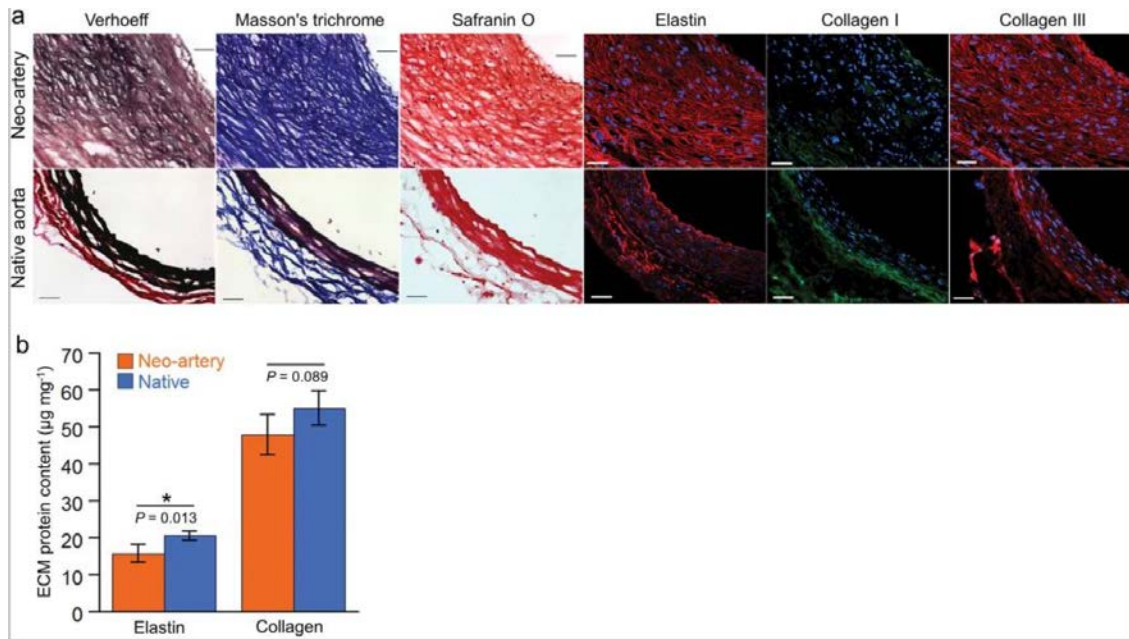 a
Verhoeff Masson's trichrome Safranin O Elastin Collagen I Collagen III
Neo-artery
Native aorta
b
ECM protein content (µg mg⁻¹)
70
60
50
40
30
20
10
0
Neo-artery
Native
*
P = 0.013
P = 0.089
Elastin Collagen